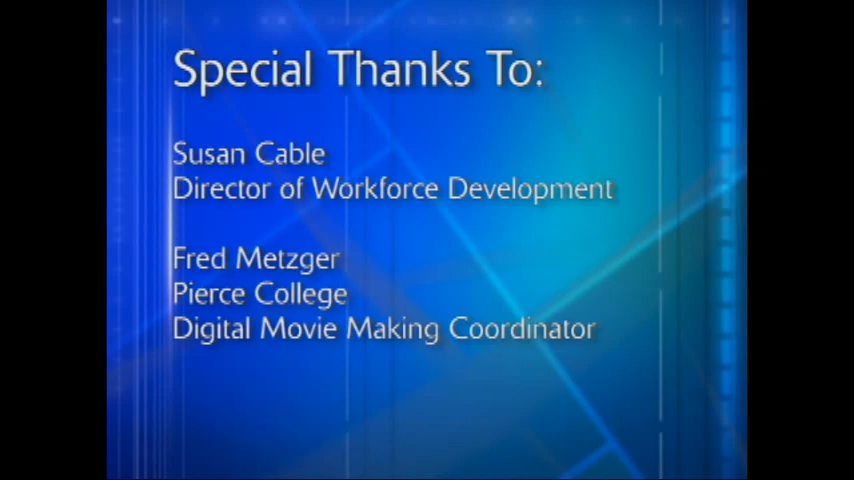 Special Thanks To:
Susan Cable
Director of Workforce Development
Fred Metzger
Pierce College
Digital Movie Making Coordinator